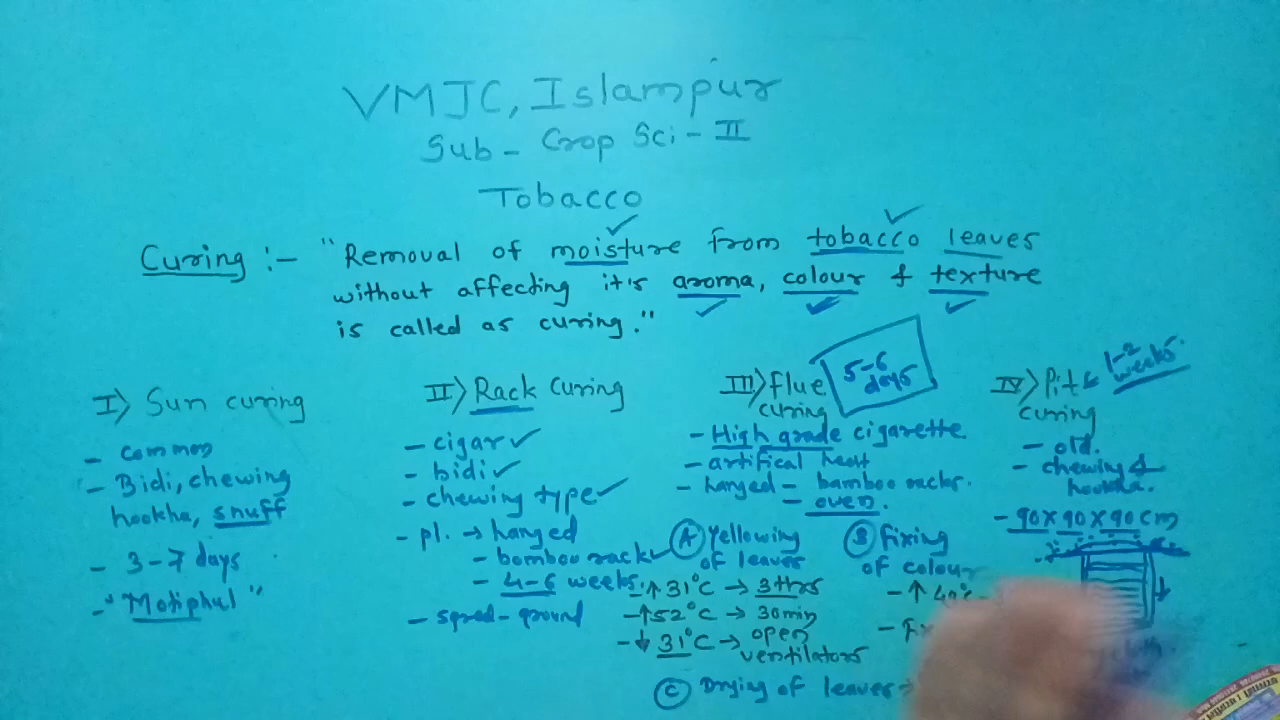 VMJC, Islampur
Sub - Crop Sci - II
Tobacco
Curing :- "Removal of moisture from tobacco leaves
without affecting it's aroma, colour & texture
is called as curing."
I) Sun curing
- common
- Bidi, chewing
hookha, snuff
- 3-7 days
- "Motiphul"
II) Rack curing
- cigar ✓
- bidi ✓
- chewing type ✓
- pl. → hanged
- bomboo rack ✓
- 4-6 weeks.
- spred - ground
III) Flue
curing
5-6
days
- High grade cigarette.
- artifical heat
- hanged - bamboo racks.
- oven.
A Yellowing
of leaves
- ↑ 31°C → 3 Hrs
- ↑ 52°C → 30 min
- ↓ 31°C → open
ventilators
B Fixing
of colour
- ↑
C Drying of leaves →
IV) Pit
curing
1-2
weeks.
- old.
- chewing &
hookha.
- 90 x 90 x 90 cm